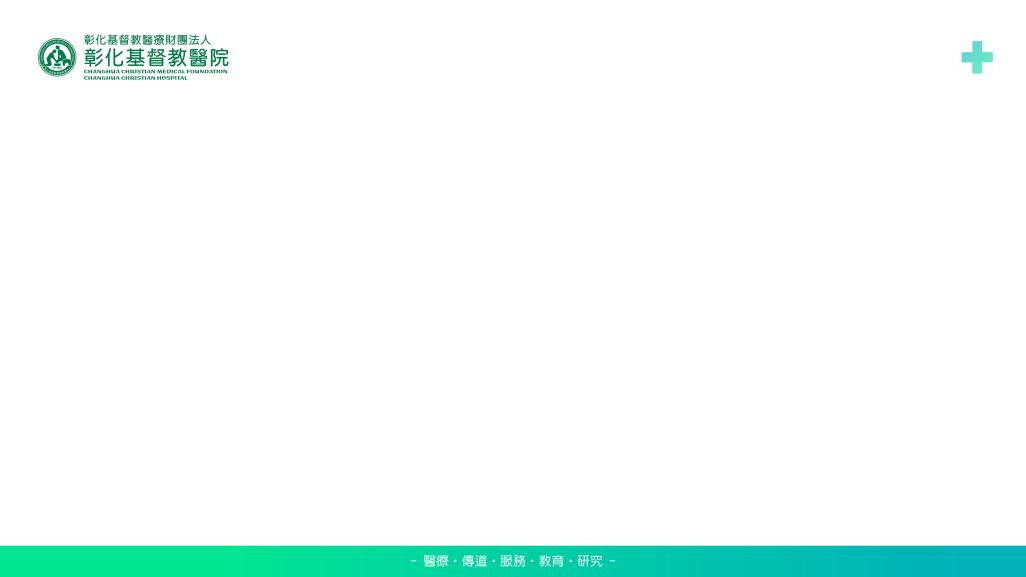 彰化基督教醫療財團法人
彰化基督教醫院
CHANGHUA CHRISTIAN MEDICAL FOUNDATION
CHANGHUA CHRISTIAN HOSPITAL
- 醫療・傳道・服務・教育・研究 -